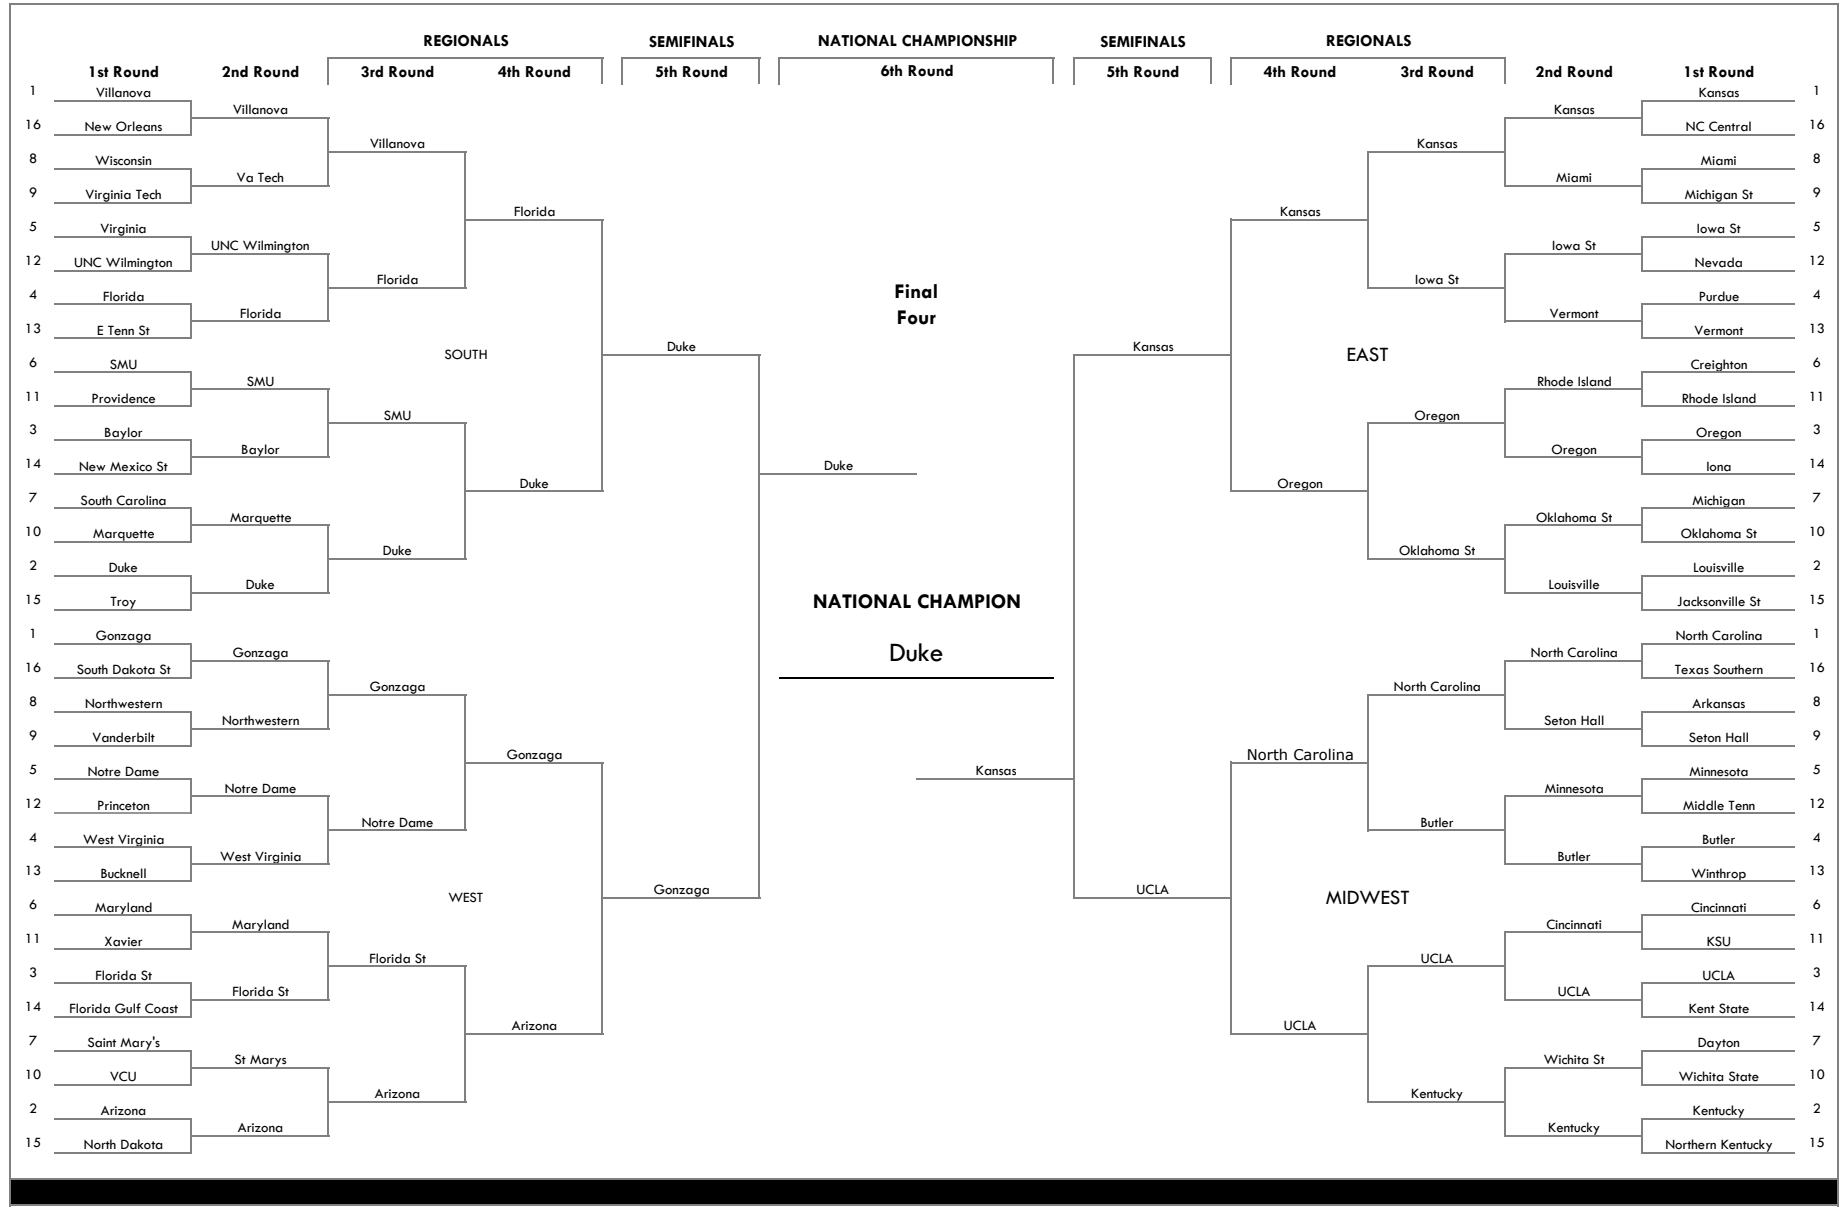 REGIONALS SEMIFINALS NATIONAL CHAMPIONSHIP SEMIFINALS REGIONALS
1st Round 2nd Round 3rd Round 4th Round 5th Round 6th Round 5th Round 4th Round 3rd Round 2nd Round 1st Round
1 Villanova Kansas 1
Villanova Kansas
16 New Orleans NC Central 16
Villanova Kansas
8 Wisconsin Miami 8
Va Tech Miami
9 Virginia Tech Michigan St 9
Florida Kansas
5 Virginia Iowa St 5
UNC Wilmington Iowa St
12 UNC Wilmington Nevada 12
Florida Iowa St
Final
4 Florida Purdue 4
Florida Vermont
Four
13 E Tenn St Vermont 13
Duke Kansas
SOUTH EAST
6 SMU Creighton 6
SMU Rhode Island
11 Providence Rhode Island 11
SMU Oregon
3 Baylor Oregon 3
Baylor Oregon
14 New Mexico St Duke Iona 14
Duke Oregon
7 South Carolina Michigan 7
Marquette Oklahoma St
10 Marquette Oklahoma St 10
Duke Oklahoma St
2 Duke Louisville 2
Duke Louisville
15 Troy NATIONAL CHAMPION Jacksonville St 15
1 Gonzaga North Carolina 1
Gonzaga Duke North Carolina
16 South Dakota St Texas Southern 16
Gonzaga North Carolina
8 Northwestern Arkansas 8
Northwestern Seton Hall
9 Vanderbilt Seton Hall 9
Gonzaga North Carolina
5 Notre Dame Kansas Minnesota 5
Notre Dame Minnesota
12 Princeton Middle Tenn 12
Notre Dame Butler
4 West Virginia Butler 4
West Virginia Butler
13 Bucknell Winthrop 13
Gonzaga UCLA
WEST MIDWEST
6 Maryland Cincinnati 6
Maryland Cincinnati
11 Xavier KSU 11
Florida St UCLA
3 Florida St UCLA 3
Florida St UCLA
14 Florida Gulf Coast Kent State 14
Arizona UCLA
7 Saint Mary's Dayton 7
St Marys Wichita St
10 VCU Wichita State 10
Arizona Kentucky
2 Arizona Kentucky 2
Arizona Kentucky
15 North Dakota Northern Kentucky 15